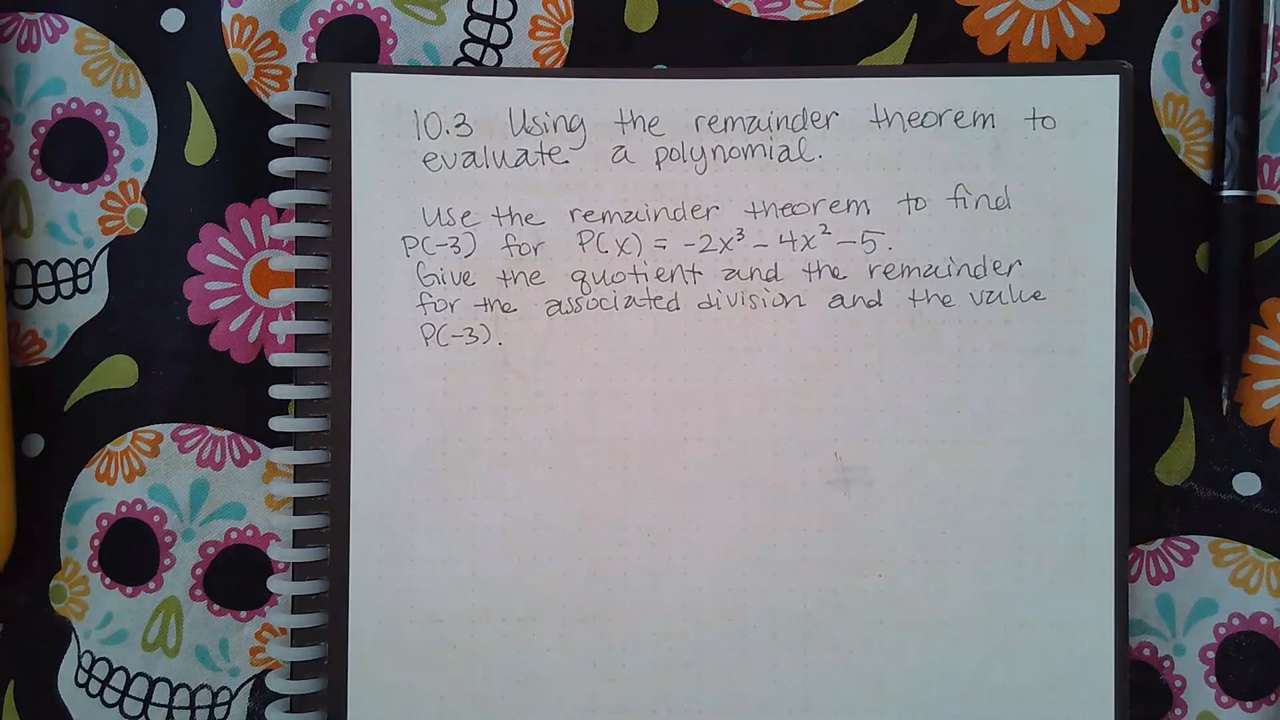 10.3 Using the remainder theorem to
evaluate a polynomial.
Use the remainder theorem to find
P(-3) for P(x) = -2x³ - 4x² - 5.
Give the quotient and the remainder
for the associated division and the value
P(-3).